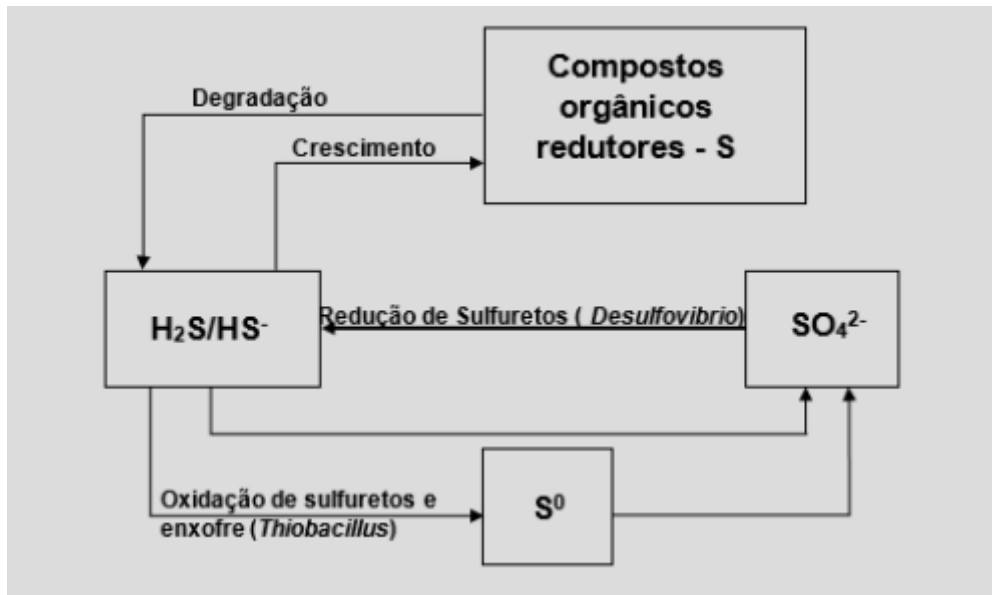 Compostos
orgânicos
redutores - S
Degradação
Crescimento
H₂S/HS⁻
Redução de Sulfuretos ( Desulfovibrio)
SO₄²⁻
Oxidação de sulfuretos e
enxofre (Thiobacillus)
S⁰